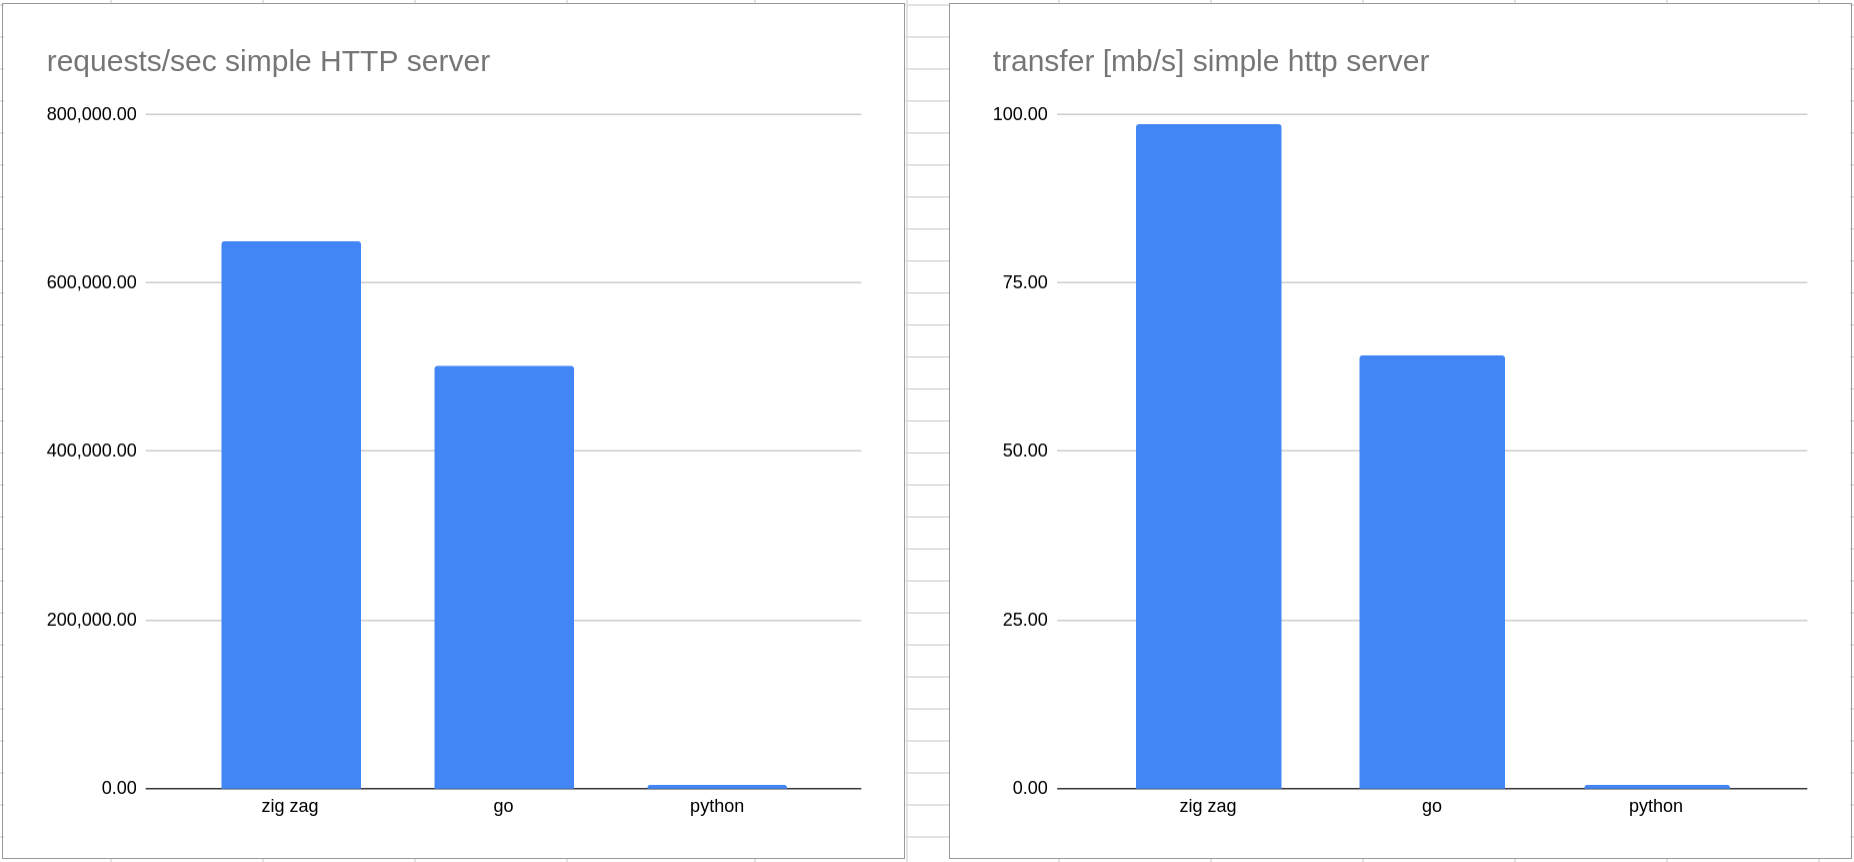 requests/sec simple HTTP server
800,000.00
600,000.00
400,000.00
200,000.00
0.00
zig zag
go
python
transfer [mb/s] simple http server
100.00
75.00
50.00
25.00
0.00
zig zag
go
python